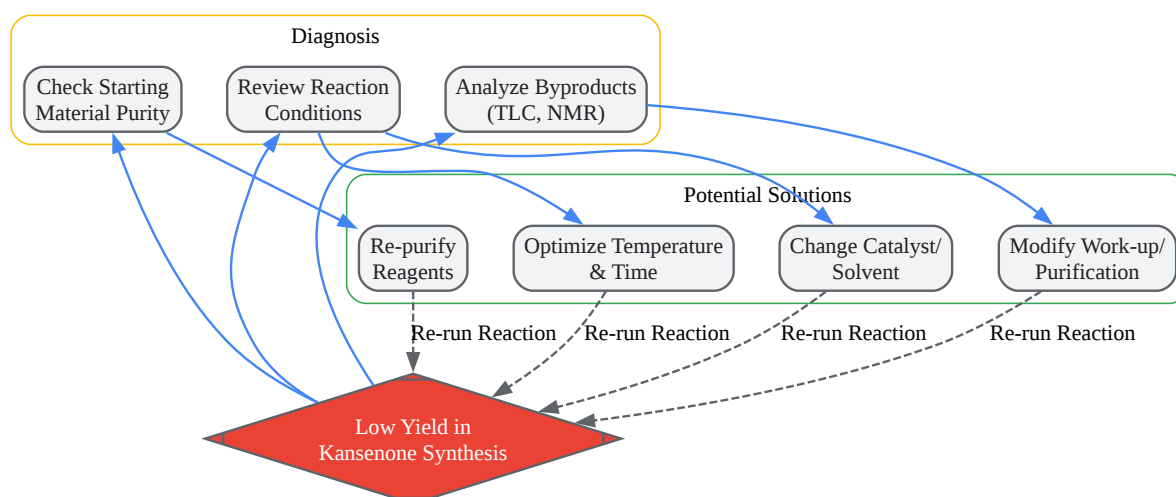 Diagnosis
Check Starting
Material Purity
Review Reaction
Conditions
Analyze Byproducts
(TLC, NMR)
Potential Solutions
Re-purify
Reagents
Optimize Temperature
& Time
Change Catalyst/
Solvent
Modify Work-up/
Purification
Re-run Reaction
Re-run Reaction
Re-run Reaction
Re-run Reaction
Low Yield in
Kansenone Synthesis